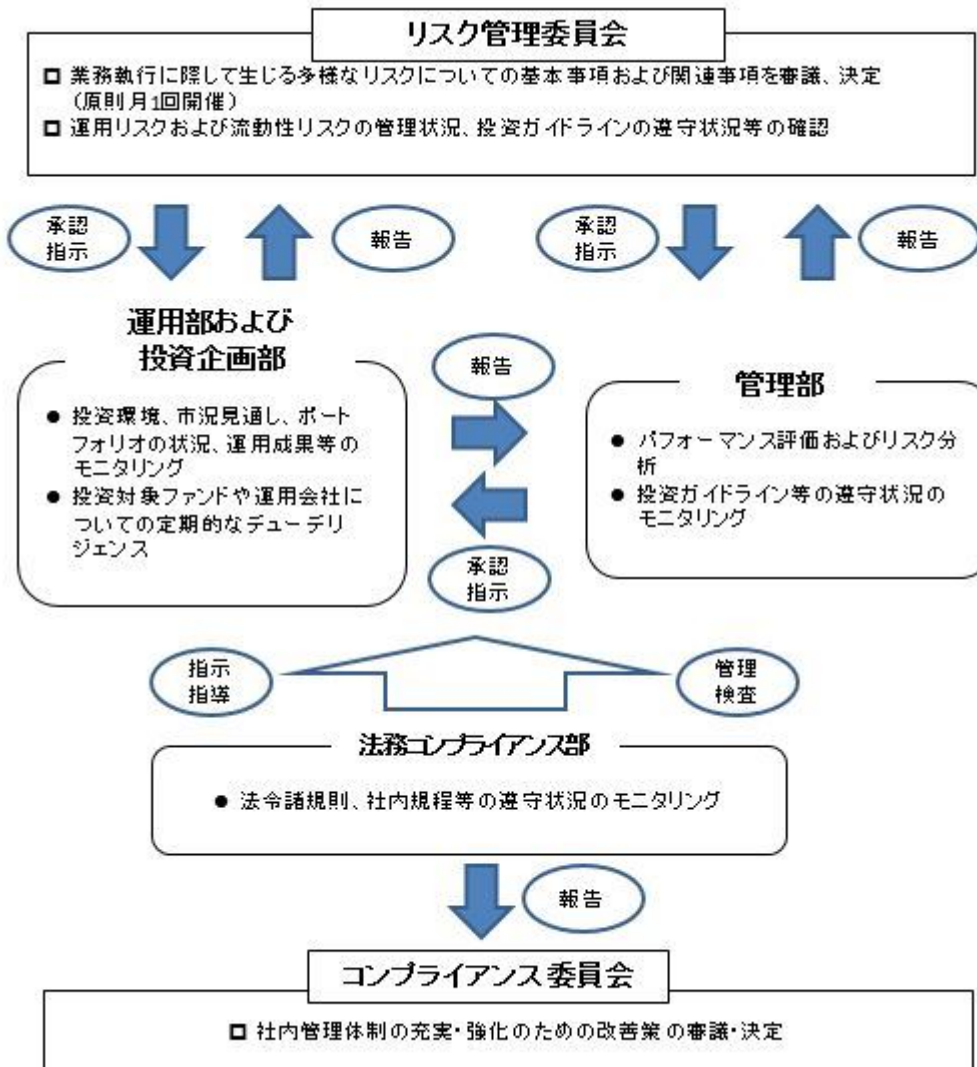 リスク管理委員会
□ 業務執行に際して生じる多様なリスクについての基本事項および関連事項を審議、決定
（原則月1回開催）
□ 運用リスクおよび流動性リスクの管理状況、投資ガイドラインの遵守状況等の確認
承認
指示
報告
承認
指示
報告
運用部および
投資企画部
● 投資環境、市況見通し、ポート
フォリオの状況、運用成果等の
モニタリング
● 投資対象ファンドや運用会社に
ついての定期的なデューデリ
ジェンス
報告
承認
指示
管理部
● パフォーマンス評価およびリスク分
析
● 投資ガイドライン等の遵守状況の
モニタリング
指示
指導
管理
検査
法務コンプライアンス部
● 法令諸規則、社内規程等の遵守状況のモニタリング
報告
コンプライアンス委員会
□ 社内管理体制の充実・強化のための改善策の審議・決定